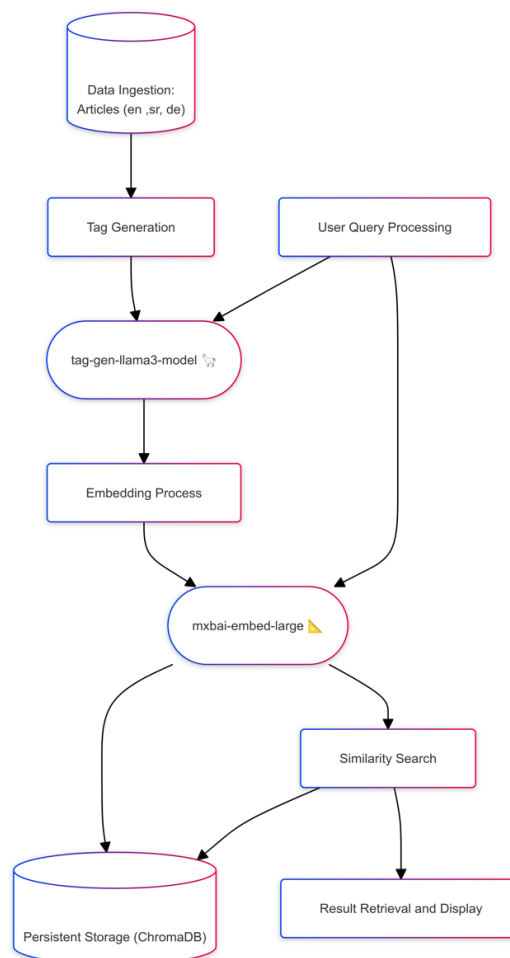 Data Ingestion:
Articles (en ,sr, de)
Tag Generation
User Query Processing
tag-gen-llama3-model 🦙
Embedding Process
mxbai-embed-large 📐
Similarity Search
Persistent Storage (ChromaDB)
Result Retrieval and Display